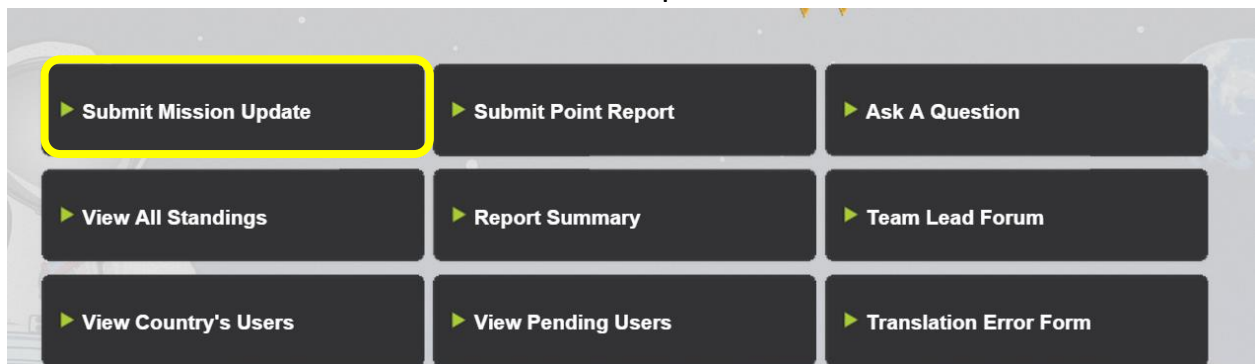 Submit Mission Update
Submit Point Report
Ask A Question
View All Standings
Report Summary
Team Lead Forum
View Country's Users
View Pending Users
Translation Error Form